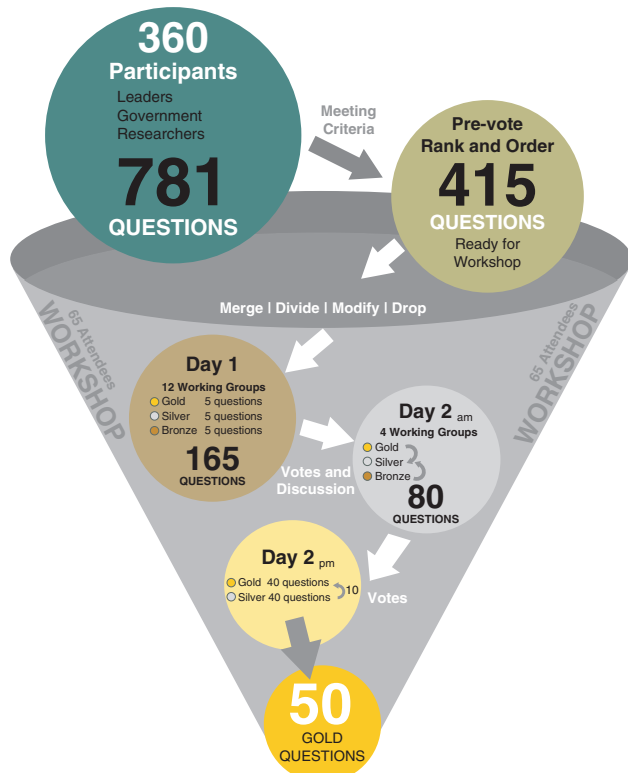 360
Participants
Leaders
Government
Researchers
781
QUESTIONS
Meeting
Criteria
Pre-vote
Rank and Order
415
QUESTIONS
Ready for
Workshop
Merge | Divide | Modify | Drop
65 Attendees
WORKSHOP
65 Attendees
WORKSHOP
Day 1
12 Working Groups
Gold 5 questions
Silver 5 questions
Bronze 5 questions
165
QUESTIONS
Votes and
Discussion
Day 2 am
4 Working Groups
Gold
Silver
Bronze
80
QUESTIONS
Day 2 pm
Gold 40 questions
Silver 40 questions
10
Votes
50
GOLD
QUESTIONS